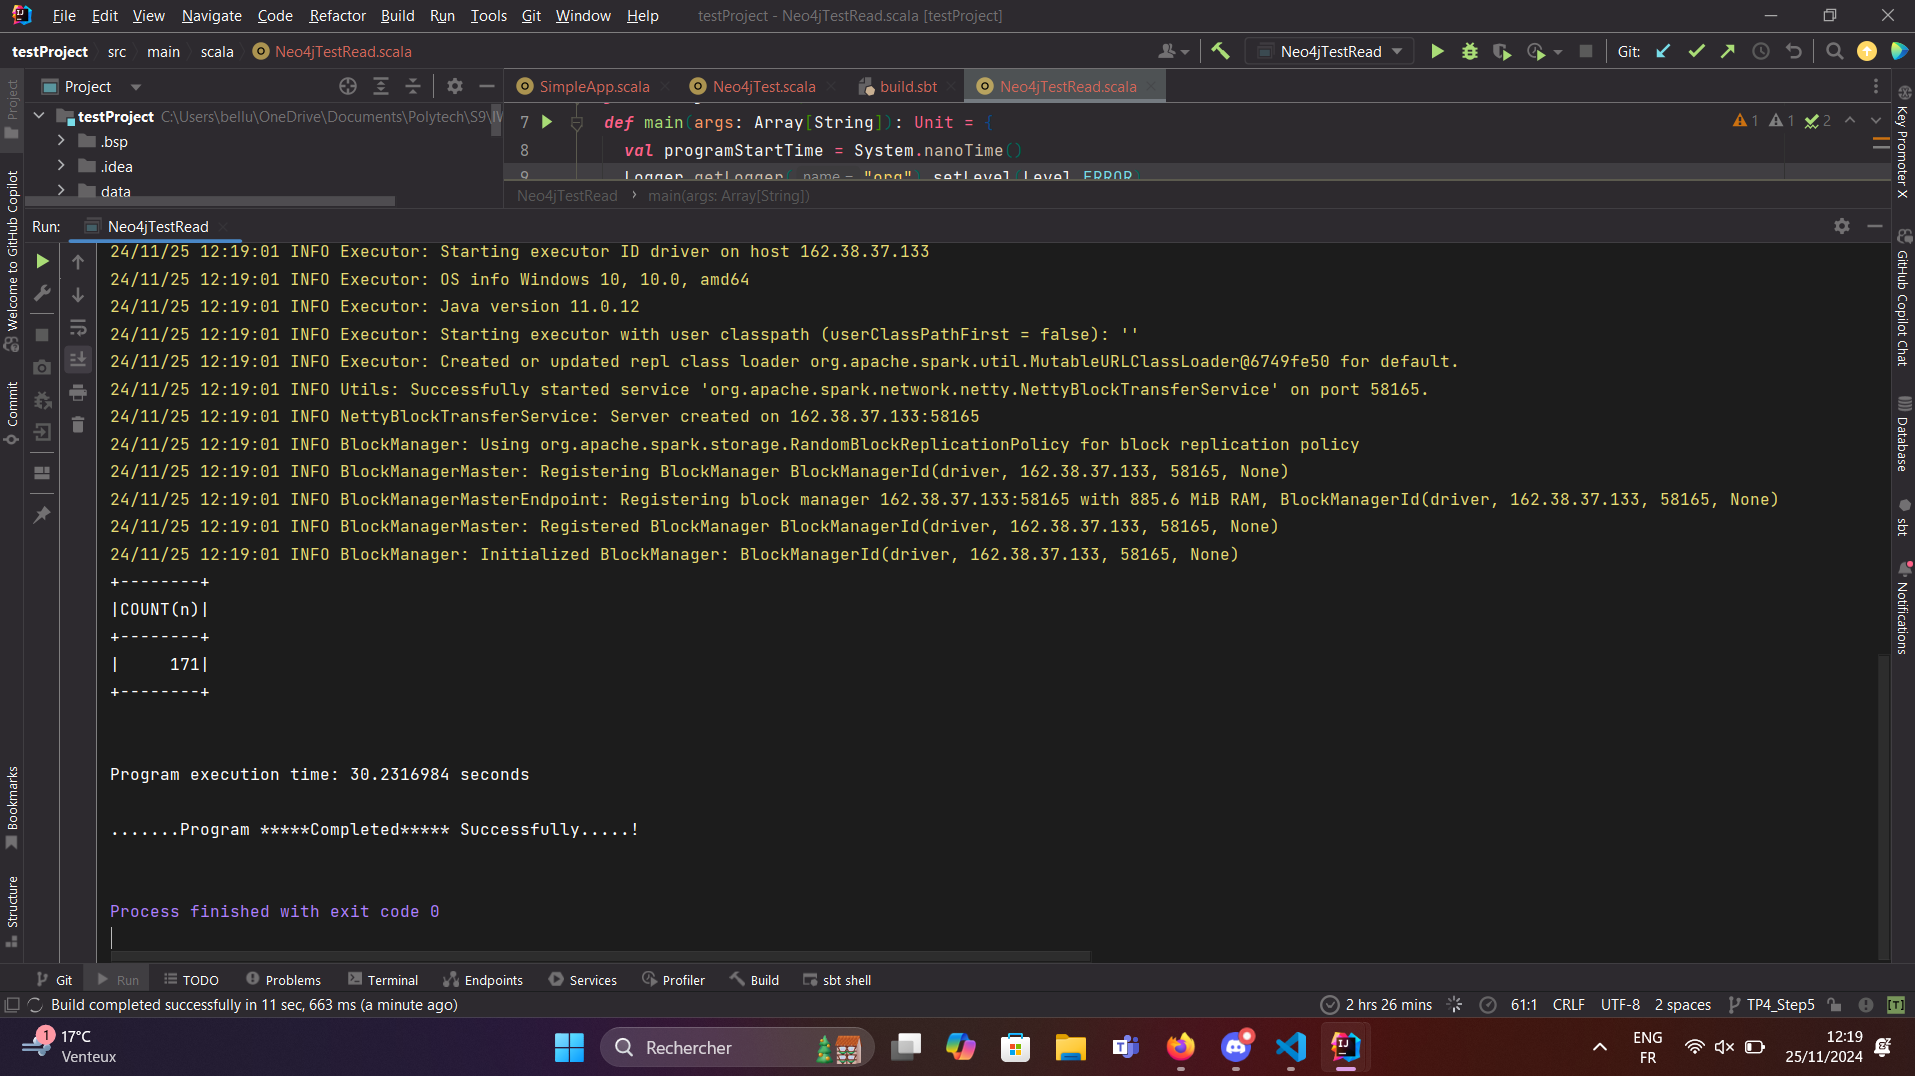 File Edit View Navigate Code Refactor Build Run Tools Git Window Help testProject - Neo4jTestRead.scala [testProject]
testProject src main scala Neo4jTestRead.scala Neo4jTestRead Git:
Project SimpleApp.scala Neo4jTest.scala build.sbt Neo4jTestRead.scala
testProject C:\Users\bellu\OneDrive\Documents\Polytech\S9\
.bsp
.idea
data
7 def main(args: Array[String]): Unit = {
8 val programStartTime = System.nanoTime()
9 Logger.getLogger( name = "org").setLevel(Level.ERROR)
1 1 2
Neo4jTestRead main(args: Array[String])
Run: Neo4jTestRead
24/11/25 12:19:01 INFO Executor: Starting executor ID driver on host 162.38.37.133
24/11/25 12:19:01 INFO Executor: OS info Windows 10, 10.0, amd64
24/11/25 12:19:01 INFO Executor: Java version 11.0.12
24/11/25 12:19:01 INFO Executor: Starting executor with user classpath (userClassPathFirst = false): ''
24/11/25 12:19:01 INFO Executor: Created or updated repl class loader org.apache.spark.util.MutableURLClassLoader@6749fe50 for default.
24/11/25 12:19:01 INFO Utils: Successfully started service 'org.apache.spark.network.netty.NettyBlockTransferService' on port 58165.
24/11/25 12:19:01 INFO NettyBlockTransferService: Server created on 162.38.37.133:58165
24/11/25 12:19:01 INFO BlockManager: Using org.apache.spark.storage.RandomBlockReplicationPolicy for block replication policy
24/11/25 12:19:01 INFO BlockManagerMaster: Registering BlockManager BlockManagerId(driver, 162.38.37.133, 58165, None)
24/11/25 12:19:01 INFO BlockManagerMasterEndpoint: Registering block manager 162.38.37.133:58165 with 885.6 MiB RAM, BlockManagerId(driver, 162.38.37.133, 58165, None)
24/11/25 12:19:01 INFO BlockManagerMaster: Registered BlockManager BlockManagerId(driver, 162.38.37.133, 58165, None)
24/11/25 12:19:01 INFO BlockManager: Initialized BlockManager: BlockManagerId(driver, 162.38.37.133, 58165, None)
+--------+
|COUNT(n)|
+--------+
|     171|
+--------+
Program execution time: 30.2316984 seconds
.......Program *****Completed***** Successfully.....!
Process finished with exit code 0
Project
Welcome to GitHub Copilot
Commit
Bookmarks
Structure
Key Promoter X
GitHub Copilot Chat
Database
sbt
Notifications
Git Run TODO Problems Terminal Endpoints Services Profiler Build sbt shell
Build completed successfully in 11 sec, 663 ms (a minute ago) 2 hrs 26 mins 61:1 CRLF UTF-8 2 spaces TP4_Step5 [T]
1 17°C
Venteux
Rechercher
ENG
FR
12:19
25/11/2024